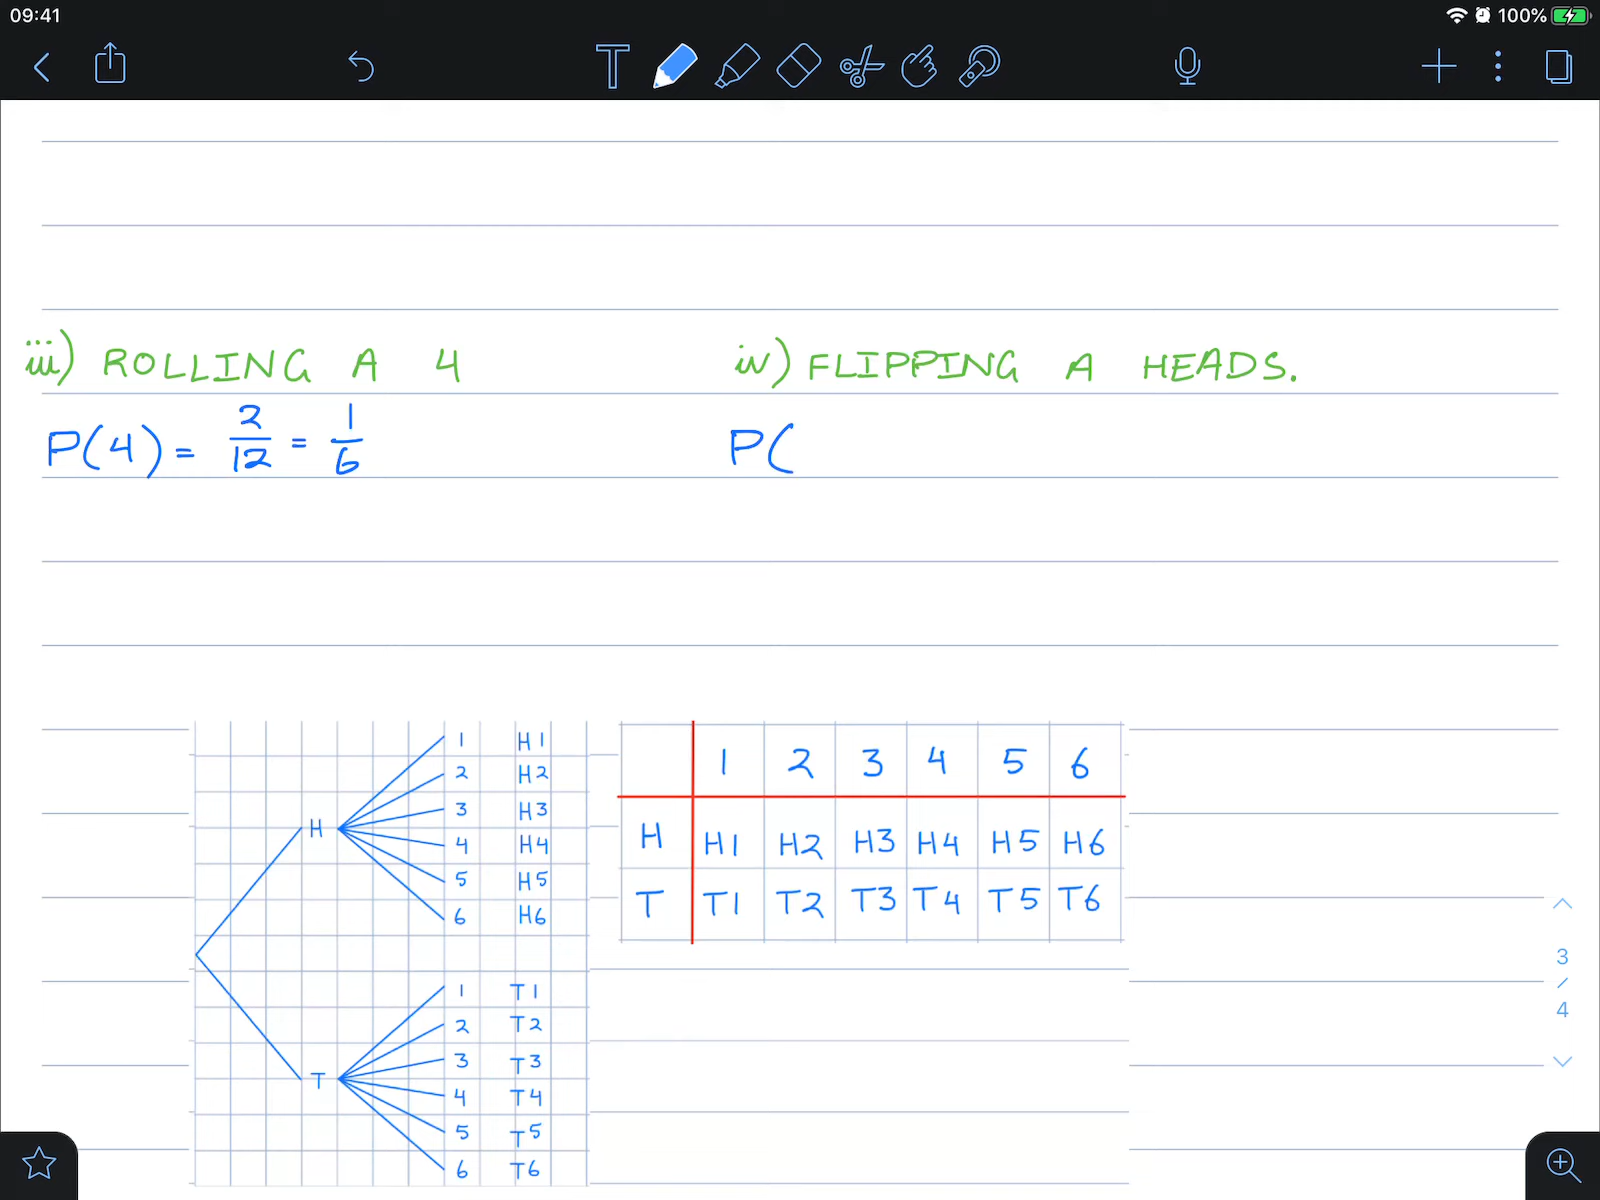 09:41
100%
T
iii) ROLLING A 4
iv) FLIPPING A HEADS.
P(4) = 2/12 = 1/6
P(
1 H1
2 H2
3 H3
H
4 H4
5 H5
6 H6
1 T1
2 T2
3 T3
T
4 T4
5 T5
6 T6
1 2 3 4 5 6
H H1 H2 H3 H4 H5 H6
T T1 T2 T3 T4 T5 T6
3
/
4